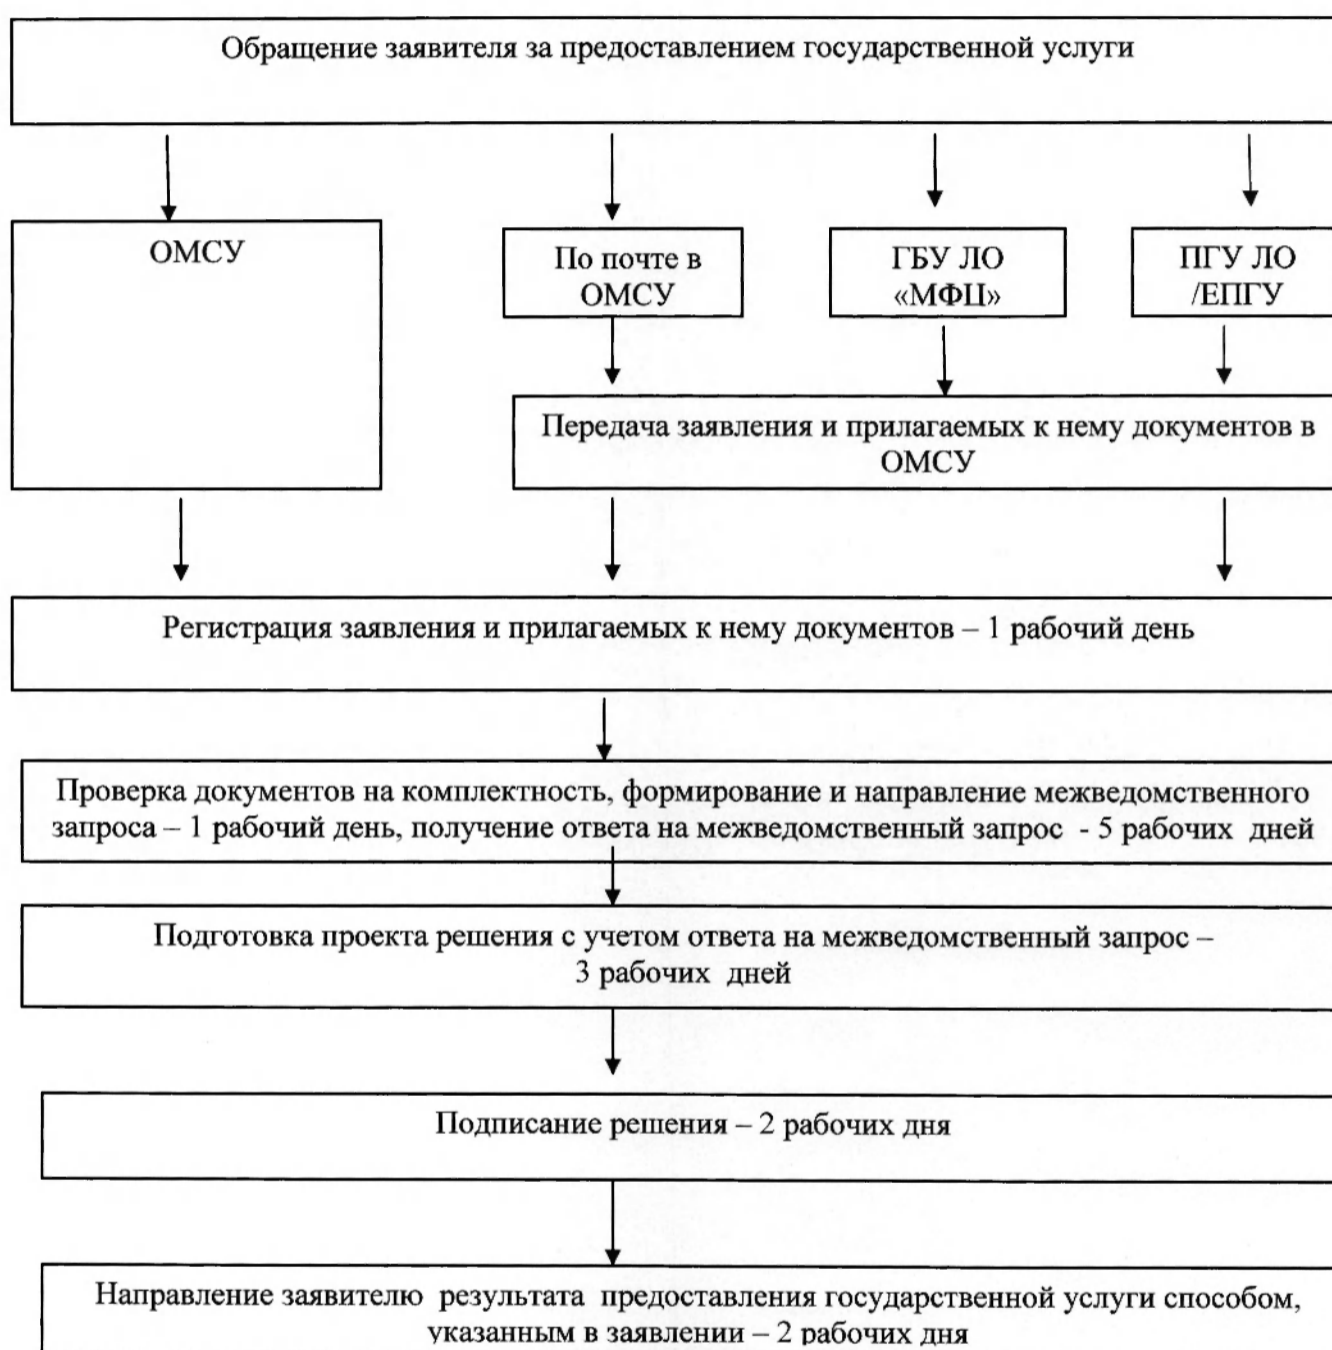 Обращение заявителя за предоставлением государственной услуги
ОМСУ
По почте в
ОМСУ
ГБУ ЛО
«МФЦ»
ПГУ ЛО
/ЕПГУ
Передача заявления и прилагаемых к нему документов в
ОМСУ
Регистрация заявления и прилагаемых к нему документов – 1 рабочий день
Проверка документов на комплектность, формирование и направление межведомственного
запроса – 1 рабочий день, получение ответа на межведомственный запрос - 5 рабочих дней
Подготовка проекта решения с учетом ответа на межведомственный запрос –
3 рабочих дней
Подписание решения – 2 рабочих дня
Направление заявителю результата предоставления государственной услуги способом,
указанным в заявлении – 2 рабочих дня